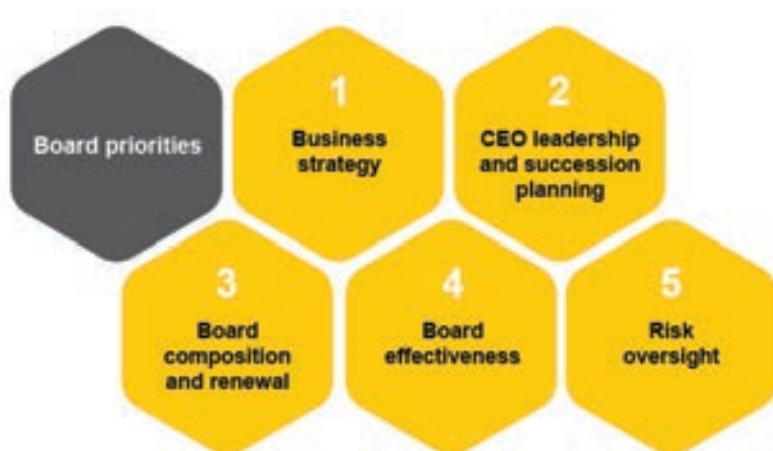 Board priorities
1
Business
strategy
2
CEO leadership
and succession
planning
3
Board
composition
and renewal
4
Board
effectiveness
5
Risk
oversight